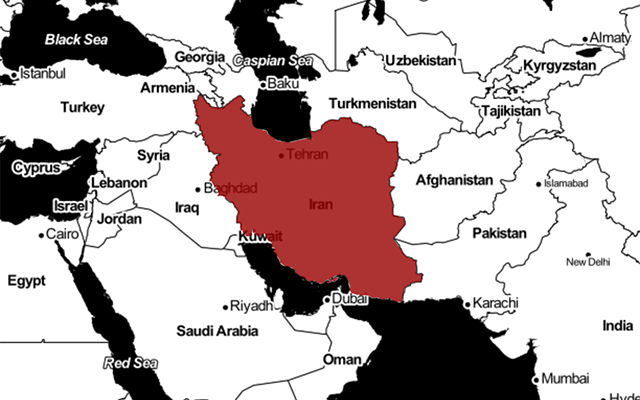 Almaty
Black Sea
Georgia
Caspian Sea
Uzbekistan
Kyrgyzstan
Istanbul
Armenia
Baku
Turkey
Turkmenistan
Tajikistan
Tehran
Cyprus
Syria
Lebanon
Baghdad
Afghanistan
Islamabad
Israel
Jordan
Iraq
Iran
Cairo
Kuwait
Pakistan
New Delhi
Egypt
Riyadh
Dubai
Karachi
Saudi Arabia
India
Red Sea
Oman
Mumbai
Hyde